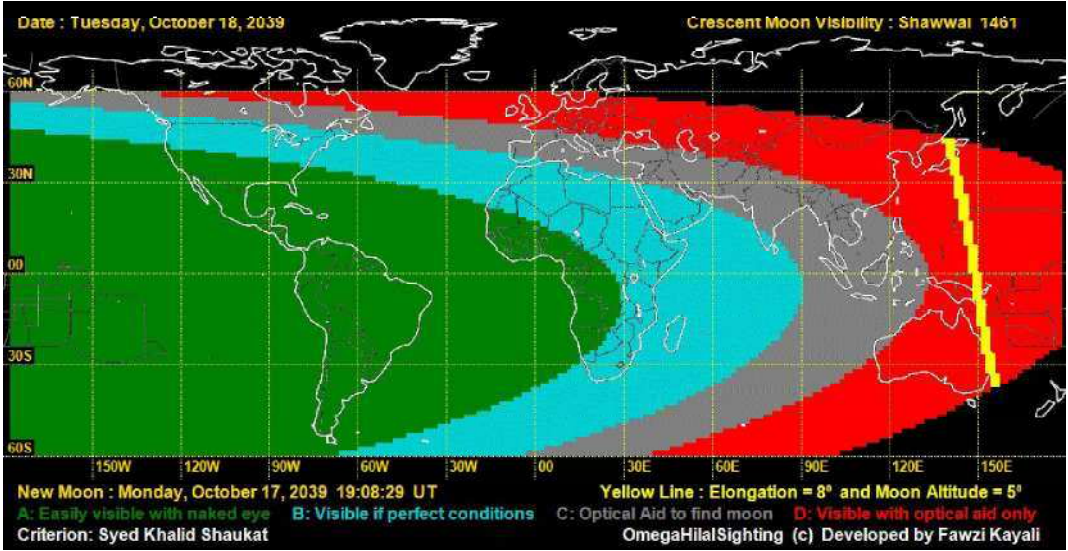 Date : Tuesday, October 18, 2039 Crescent Moon Visibility : Shawwal 1461
60N
30N
00
30S
60S
150W 120W 90W 60W 30W 00 30E 60E 90E 120E 150E
New Moon : Monday, October 17, 2039 19:08:29 UT Yellow Line : Elongation = 8º and Moon Altitude = 5º
A: Easily visible with naked eye B: Visible if perfect conditions C: Optical Aid to find moon D: Visible with optical aid only
Criterion: Syed Khalid Shaukat OmegaHilalSighting (c) Developed by Fawzi Kayali